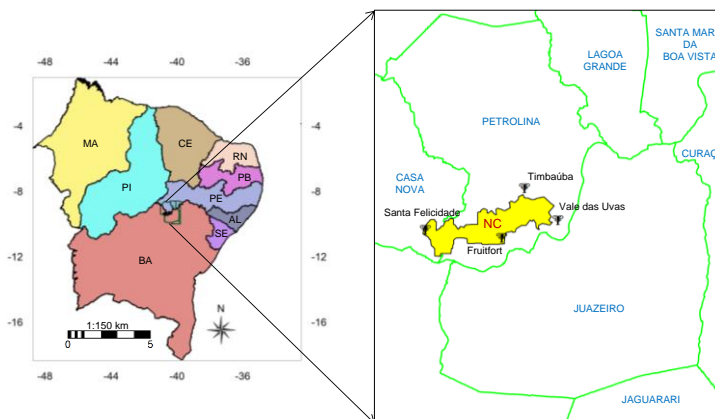 -48
-44
-40
-36
-4
-4
MA
CE
RN
PB
PI
PE
-8
-8
AL
SE
BA
-12
-12
N
1:150 km
0
5
-16
-16
-48
-44
-40
-36
SANTA MAR
DA
BOA VISTA
LAGOA
GRANDE
PETROLINA
CURAÇ
CASA
NOVA
Timbaúba
Santa Felicidade
NC
Vale das Uvas
Fruitfort
JUAZEIRO
JAGUARARI